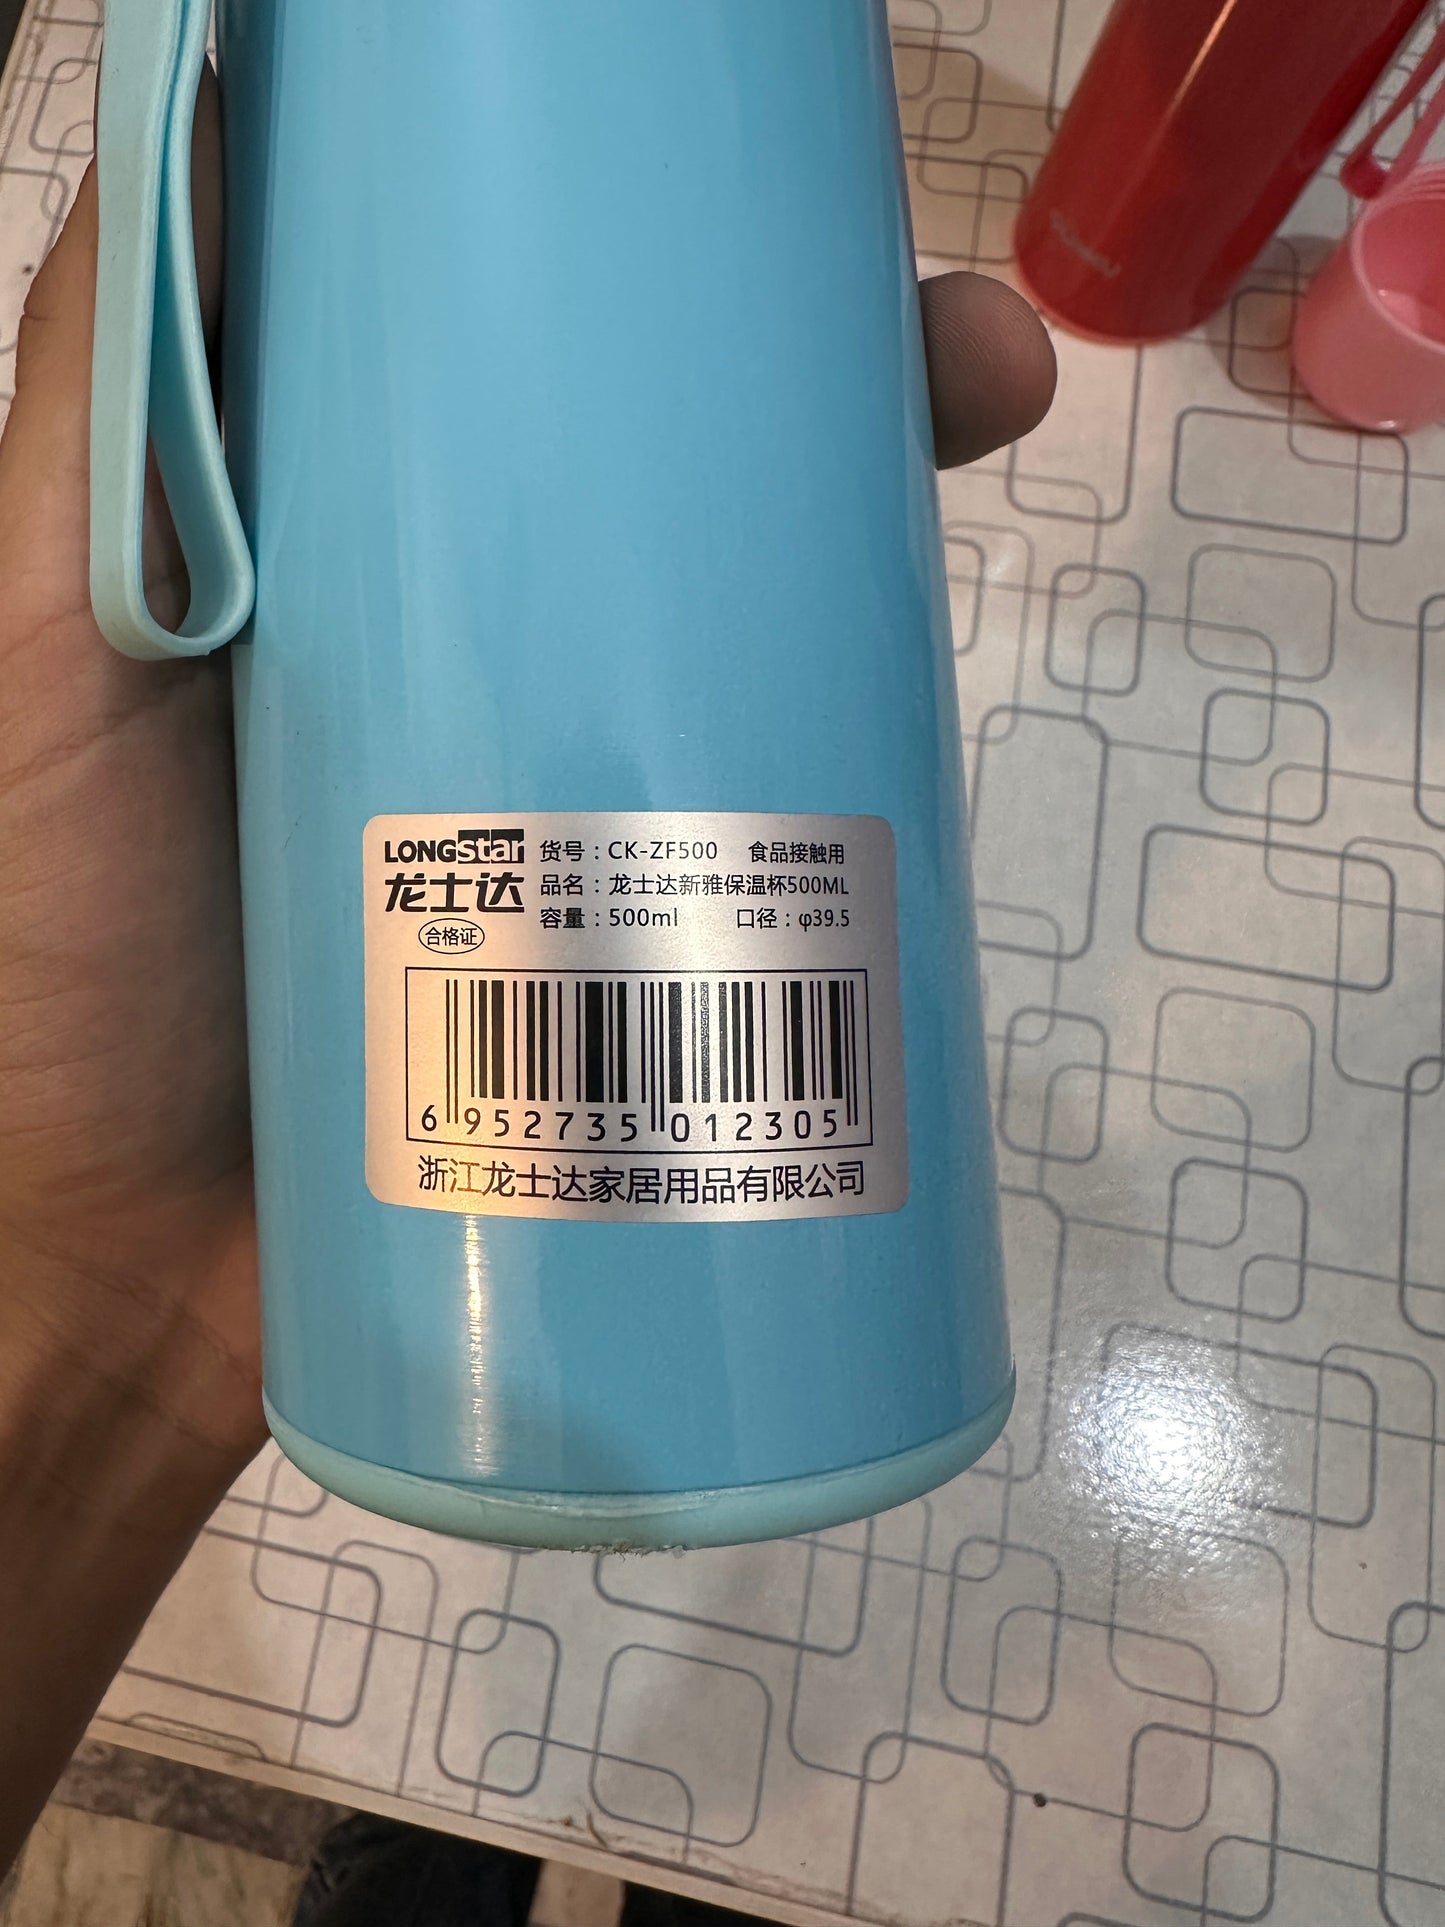 LONGstar 货号：CK-ZF500 食品接触用
龙士达 品名：龙士达新雅保温杯500ML
合格证 容量：500ml 口径：φ39.5
6 952735 012305
浙江龙士达家居用品有限公司